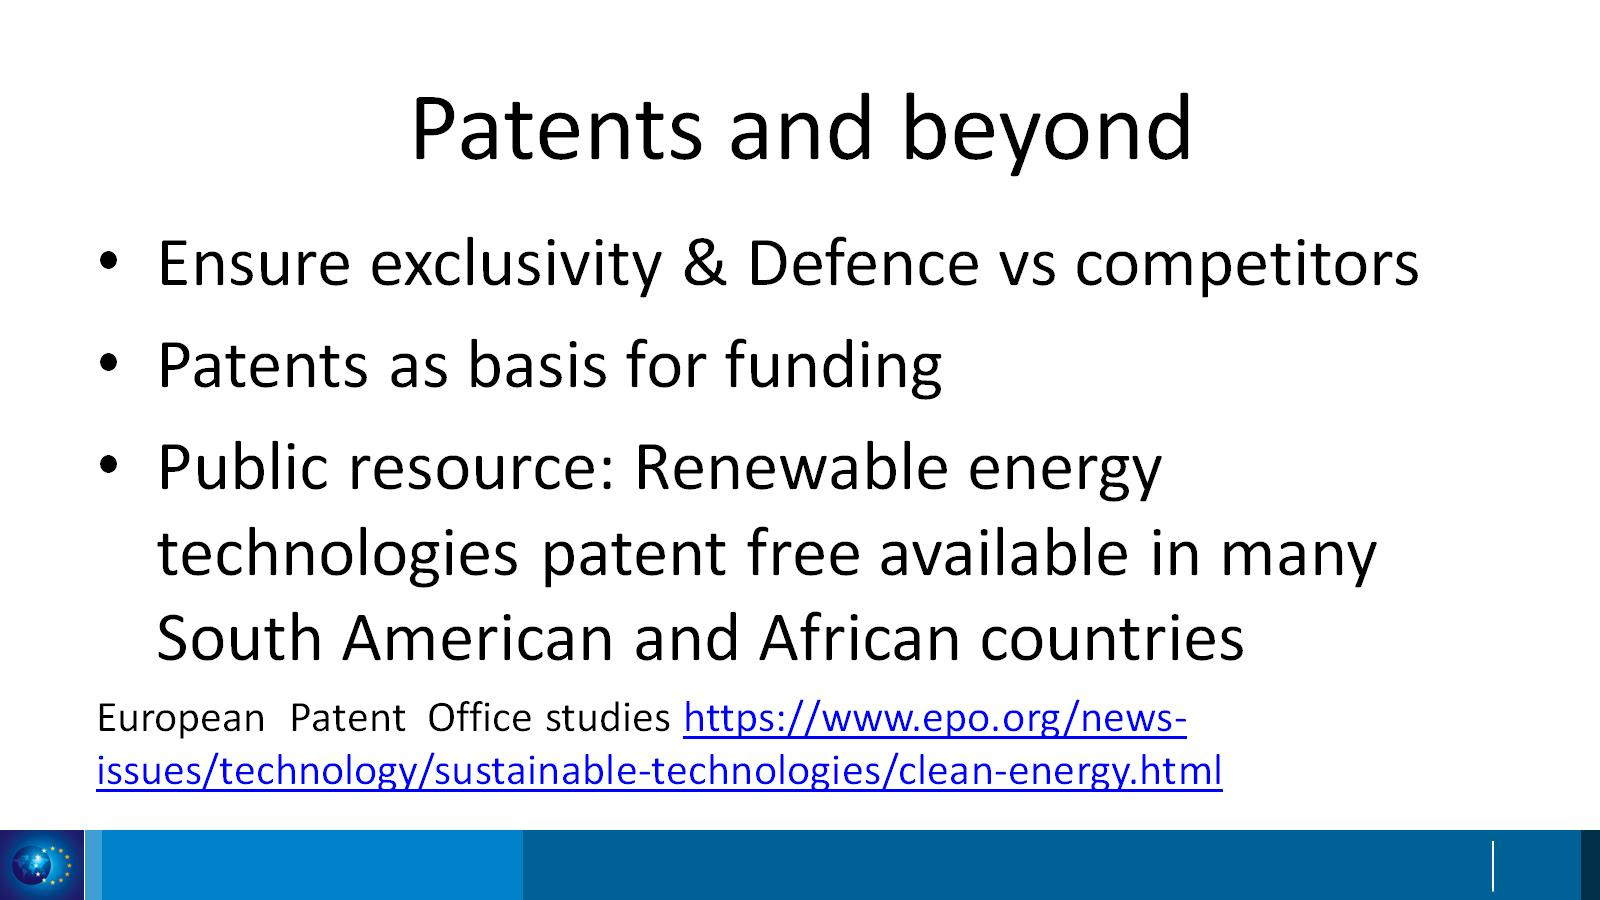 Patents and beyond
• Ensure exclusivity & Defence vs competitors
• Patents as basis for funding
• Public resource: Renewable energy
technologies patent free available in many
South American and African countries
European Patent Office studies https://www.epo.org/news-
issues/technology/sustainable-technologies/clean-energy.html